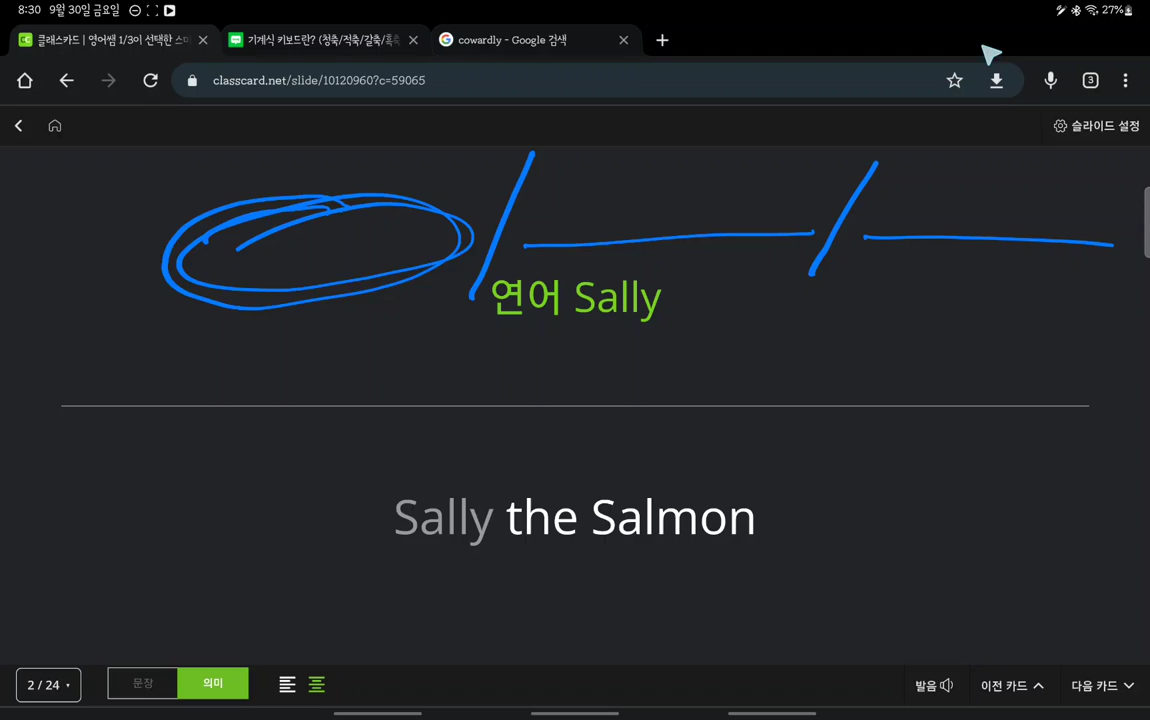 8:30 9월 30일 금요일 27%
클래스카드 | 영어쌤 1/3이 선택한 스마
기계식 키보드란? (청축/적축/갈축/흑축
cowardly - Google 검색
classcard.net/slide/10120960?c=59065
3
슬라이드 설정
연어 Sally
Sally the Salmon
2 / 24
문장
의미
발음
이전 카드
다음 카드